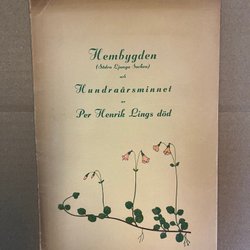 Hembygden
(Södra Ljunga Socken)
och
Hundraårsminnet
av
Per Henrik Lings död